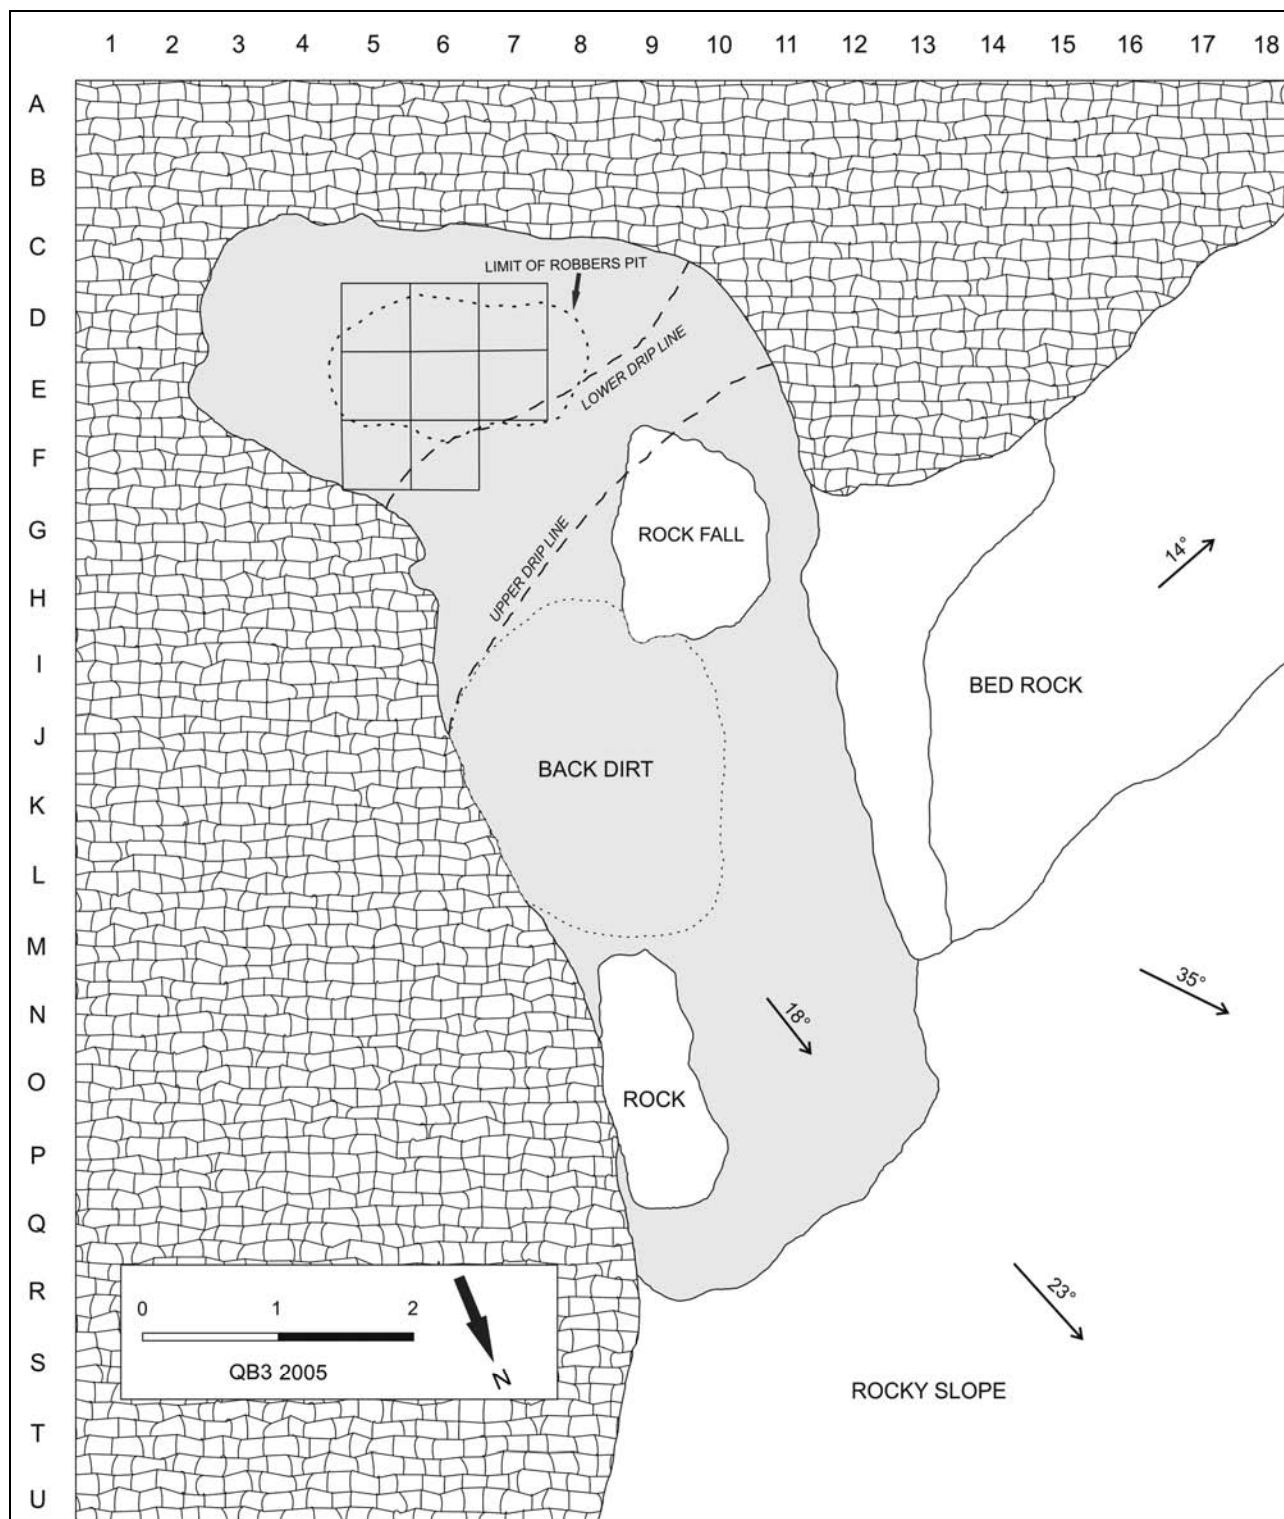 1 2 3 4 5 6 7 8 9 10 11 12 13 14 15 16 17 18
A
B
C
LIMIT OF ROBBERS PIT
D
LOWER DRIP LINE
E
F
G
ROCK FALL
14°
UPPER DRIP LINE
H
I
BED ROCK
J
BACK DIRT
K
L
M
35°
N
18°
O
ROCK
P
Q
R
23°
0 1 2
S
QB3 2005
N
ROCKY SLOPE
T
U